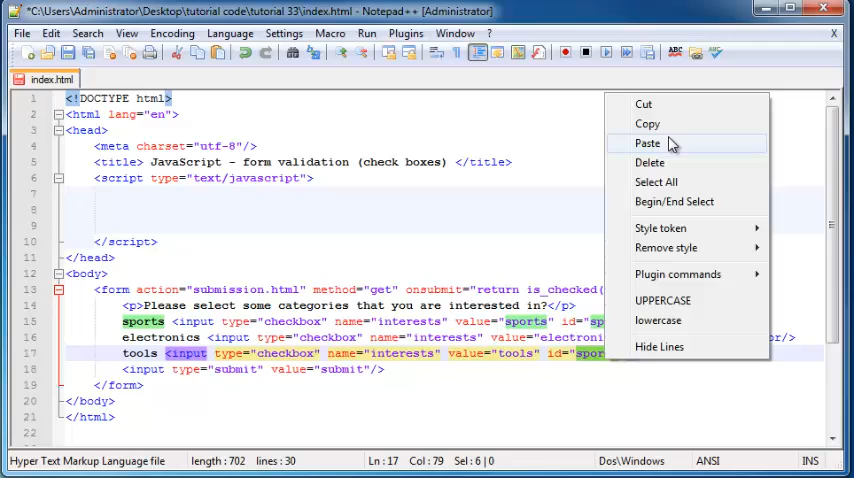 *C:\Users\Administrator\Desktop\tutorial code\tutorial 33\index.html - Notepad++ [Administrator]
File Edit Search View Encoding Language Settings Macro Run Plugins Window ? X
index.html
1 <!DOCTYPE html>
2 <html lang="en">
3 <head>
4 <meta charset="utf-8"/>
5 <title> JavaScript - form validation (check boxes) </title>
6 <script type="text/javascript">
7
8
9
10 </script>
11 </head>
12 <body>
13 <form action="submission.html" method="get" onsubmit="return is_checked(
14 <p>Please select some categories that you are interested in?</p>
15 sports <input type="checkbox" name="interests" value="sports" id="sp
16 electronics <input type="checkbox" name="interests" value="electroni or/>
17 tools <input type="checkbox" name="interests" value="tools" id="spor
18 <input type="submit" value="submit"/>
19 </form>
20 </body>
21 </html>
22
Cut
Copy
Paste
Delete
Select All
Begin/End Select
Style token
Remove style
Plugin commands
UPPERCASE
lowercase
Hide Lines
Hyper Text Markup Language file length : 702 lines : 30 Ln : 17 Col : 79 Sel : 6 | 0 Dos\Windows ANSI INS